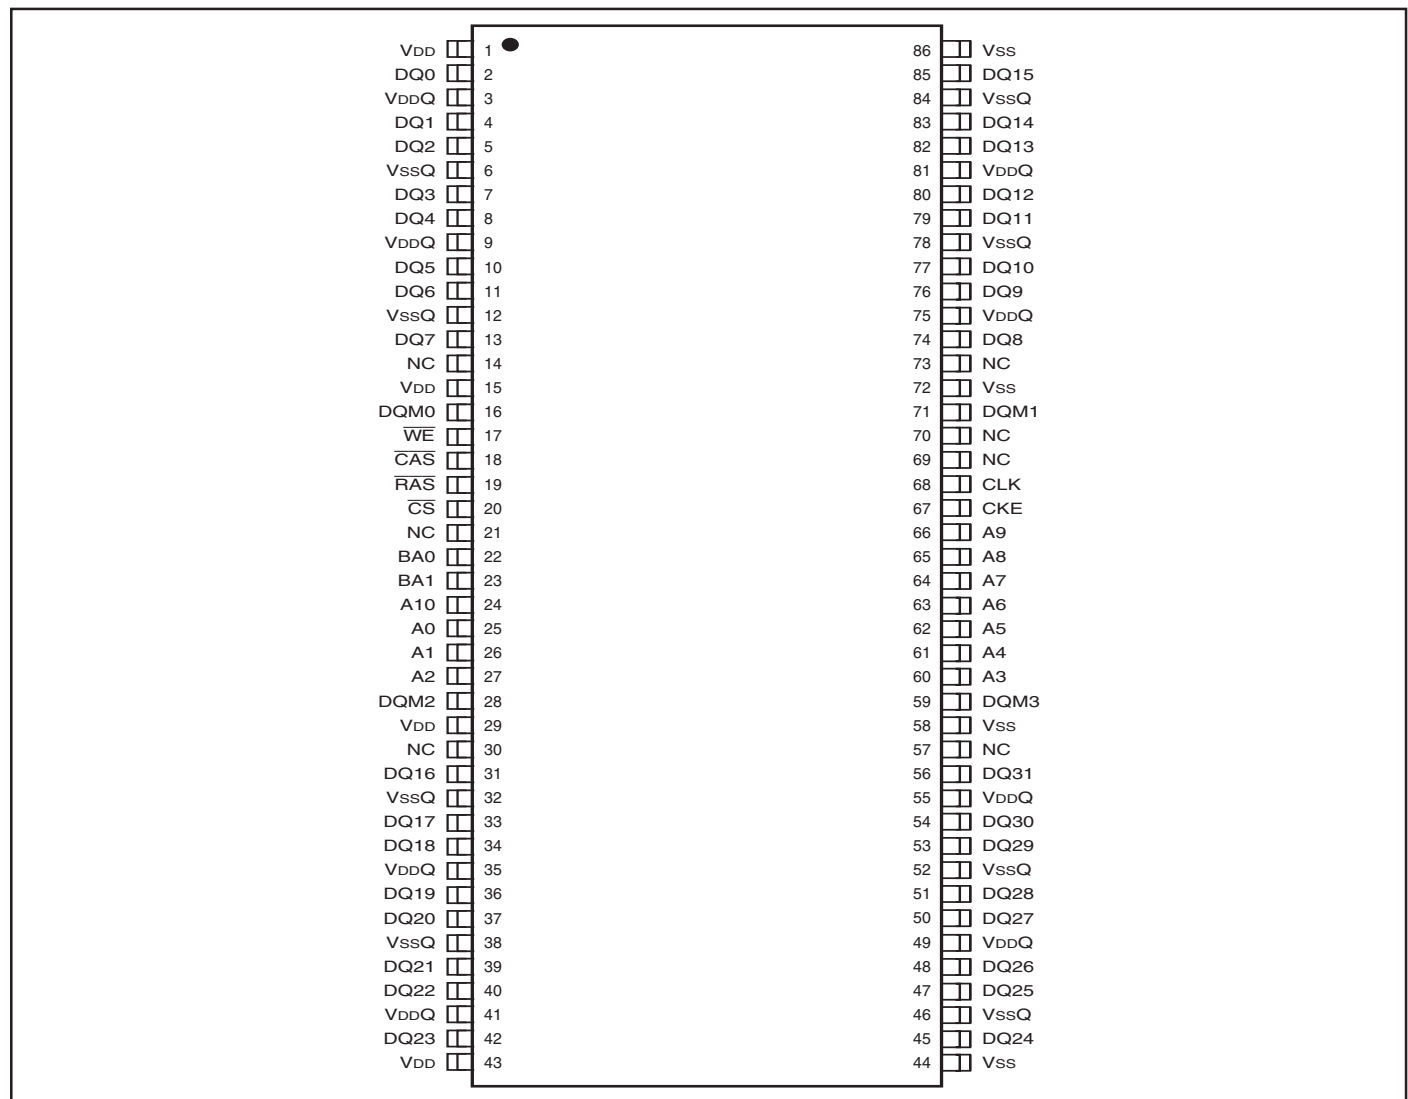 VDD 1 86 VSS
DQ0 2 85 DQ15
VDDQ 3 84 VSSQ
DQ1 4 83 DQ14
DQ2 5 82 DQ13
VSSQ 6 81 VDDQ
DQ3 7 80 DQ12
DQ4 8 79 DQ11
VDDQ 9 78 VSSQ
DQ5 10 77 DQ10
DQ6 11 76 DQ9
VSSQ 12 75 VDDQ
DQ7 13 74 DQ8
NC 14 73 NC
VDD 15 72 VSS
DQM0 16 71 DQM1
W̅E̅ 17 70 NC
C̅A̅S̅ 18 69 NC
R̅A̅S̅ 19 68 CLK
C̅S̅ 20 67 CKE
NC 21 66 A9
BA0 22 65 A8
BA1 23 64 A7
A10 24 63 A6
A0 25 62 A5
A1 26 61 A4
A2 27 60 A3
DQM2 28 59 DQM3
VDD 29 58 VSS
NC 30 57 NC
DQ16 31 56 DQ31
VSSQ 32 55 VDDQ
DQ17 33 54 DQ30
DQ18 34 53 DQ29
VDDQ 35 52 VSSQ
DQ19 36 51 DQ28
DQ20 37 50 DQ27
VSSQ 38 49 VDDQ
DQ21 39 48 DQ26
DQ22 40 47 DQ25
VDDQ 41 46 VSSQ
DQ23 42 45 DQ24
VDD 43 44 VSS